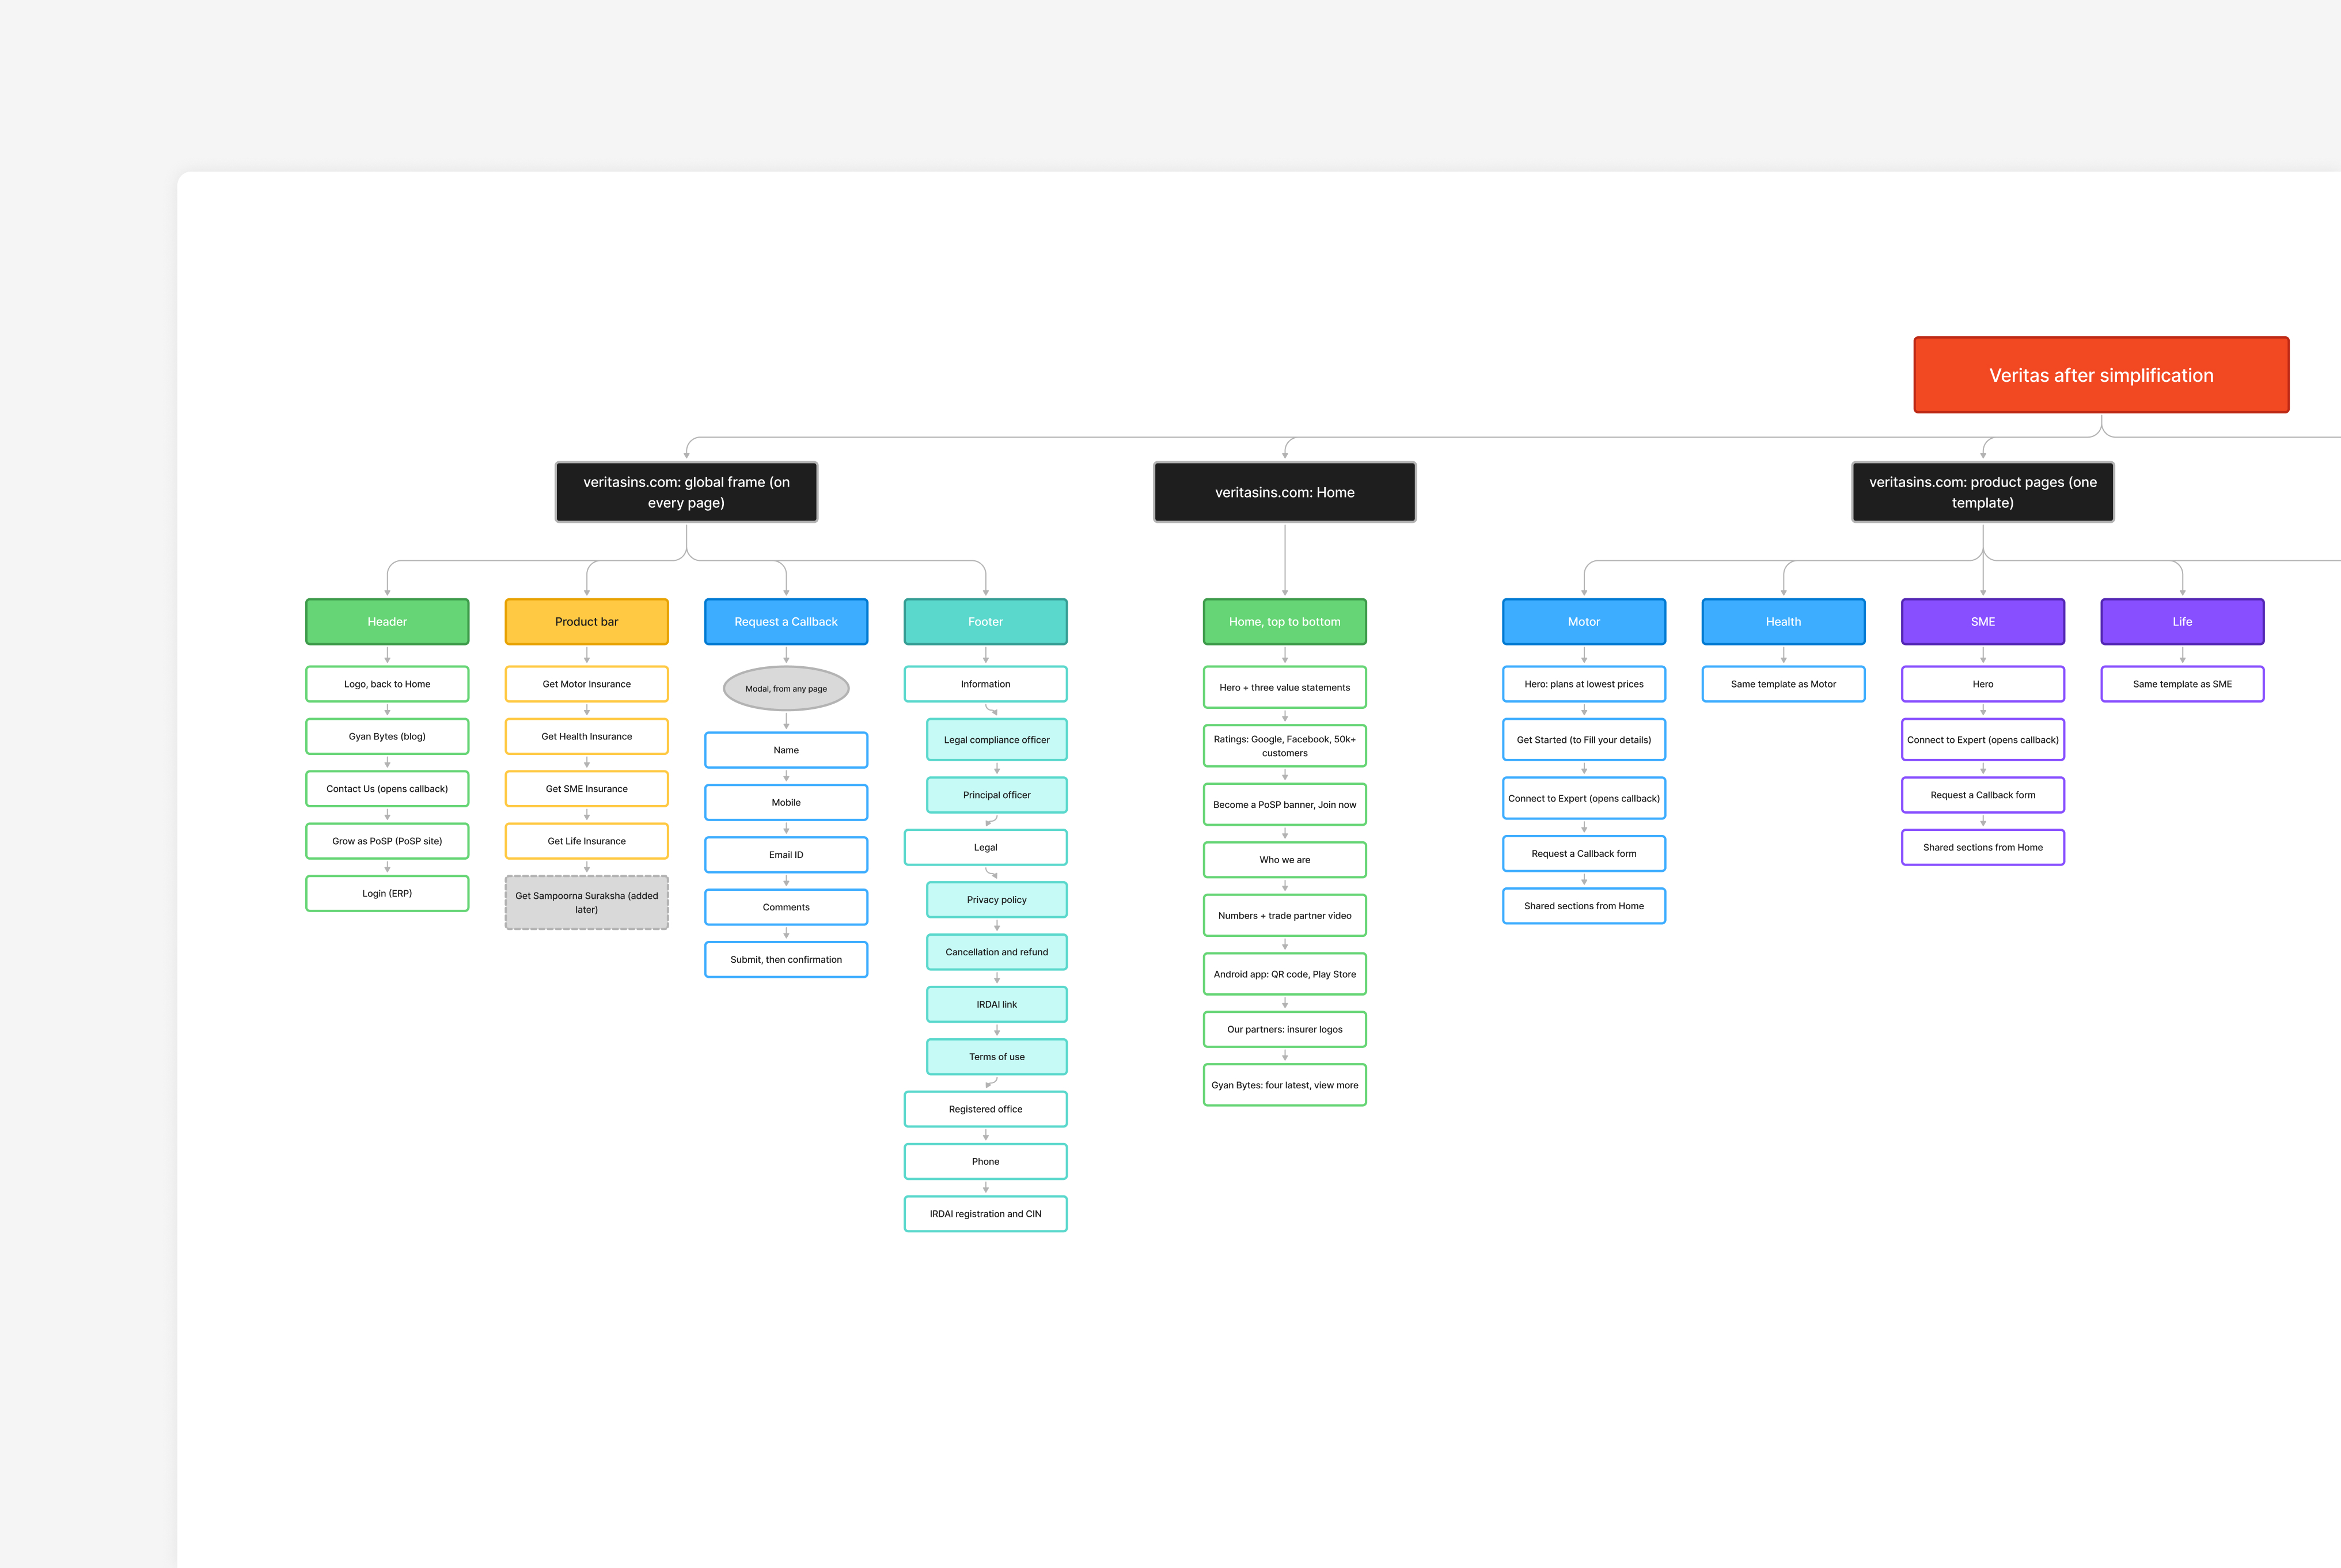 Veritas after simplification
veritasins.com: global frame (on
every page)
veritasins.com: Home
veritasins.com: product pages (one
template)
Header
Logo, back to Home
Gyan Bytes (blog)
Contact Us (opens callback)
Grow as PoSP (PoSP site)
Login (ERP)
Product bar
Get Motor Insurance
Get Health Insurance
Get SME Insurance
Get Life Insurance
Get Sampoorna Suraksha (added
later)
Request a Callback
Modal, from any page
Name
Mobile
Email ID
Comments
Submit, then confirmation
Footer
Information
Legal compliance officer
Principal officer
Legal
Privacy policy
Cancellation and refund
IRDAI link
Terms of use
Registered office
Phone
IRDAI registration and CIN
Home, top to bottom
Hero + three value statements
Ratings: Google, Facebook, 50k+
customers
Become a PoSP banner, Join now
Who we are
Numbers + trade partner video
Android app: QR code, Play Store
Our partners: insurer logos
Gyan Bytes: four latest, view more
Motor
Hero: plans at lowest prices
Get Started (to Fill your details)
Connect to Expert (opens callback)
Request a Callback form
Shared sections from Home
Health
Same template as Motor
SME
Hero
Connect to Expert (opens callback)
Request a Callback form
Shared sections from Home
Life
Same template as SME